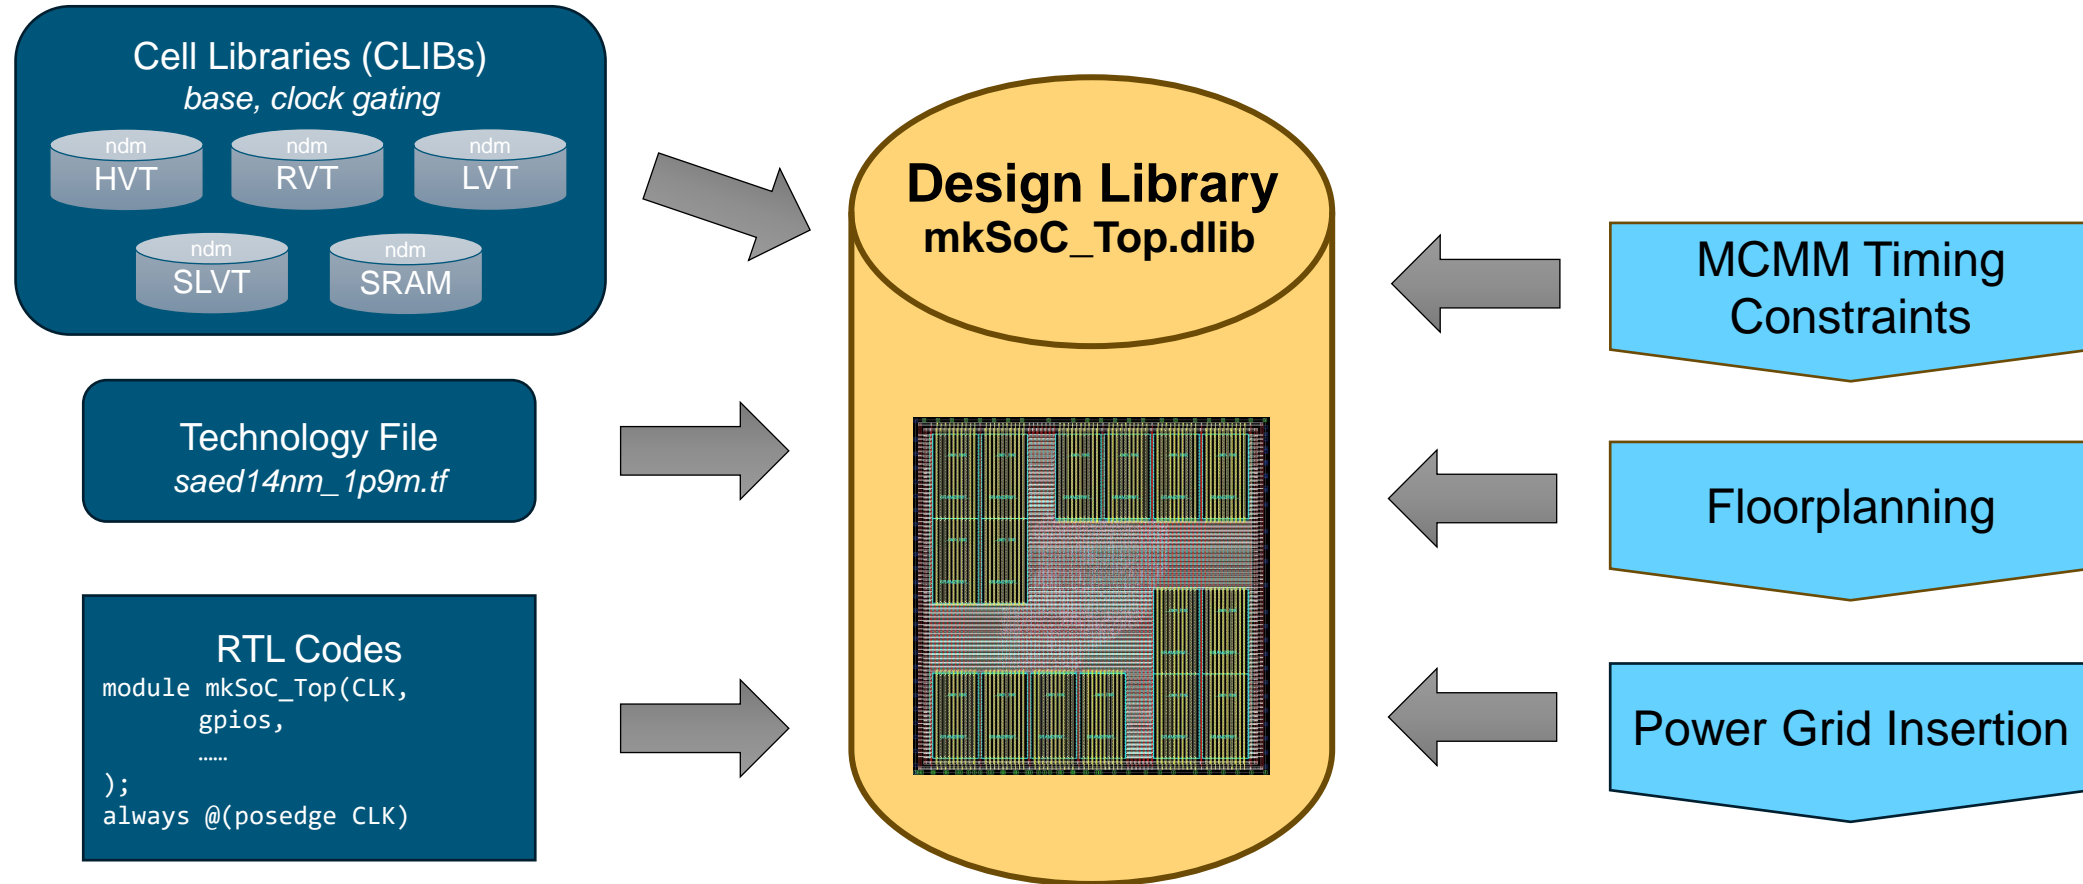 Cell Libraries (CLIBs)
base, clock gating
ndm
HVT
ndm
RVT
ndm
LVT
ndm
SLVT
ndm
SRAM
Technology File
saed14nm_1p9m.tf
RTL Codes
module mkSoC_Top(CLK,
gpios,
……
);
always @(posedge CLK)
Design Library
mkSoC_Top.dlib
MCMM Timing
Constraints
Floorplanning
Power Grid Insertion